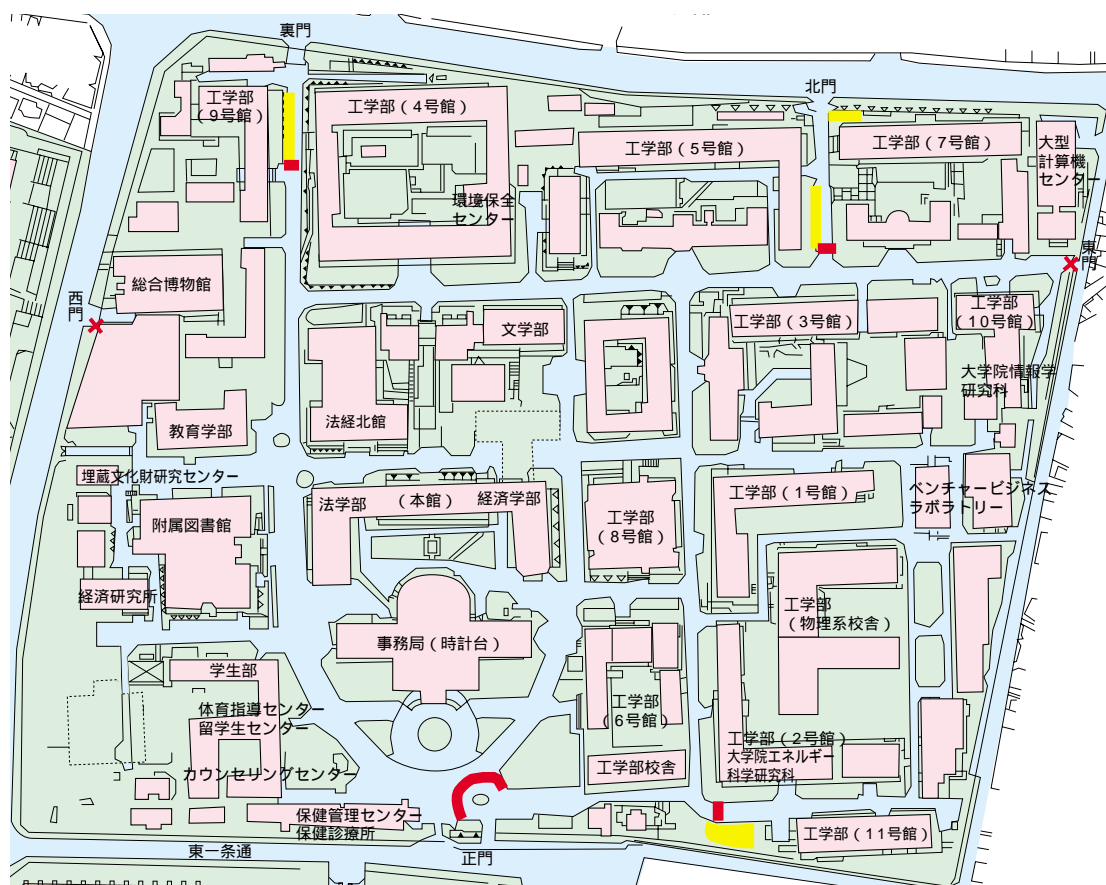 裏門
北門
工学部
(9号館)
工学部(4号館)
工学部(5号館)
工学部(7号館)
大型
計算機
センター
環境保全
センター
東門
総合博物館
西門
文学部
工学部(3号館)
工学部
(10号館)
大学院情報学
研究科
教育学部
法経北館
埋蔵文化財研究センター
附属図書館
法学部
(本館)
経済学部
工学部
(8号館)
工学部(1号館)
ベンチャービジネス
ラボラトリー
経済研究所
工学部
(物理系校舎)
事務局(時計台)
学生部
体育指導センター
留学生センター
工学部
(6号館)
工学部(2号館)
大学院エネルギー
科学研究科
カウンセリングセンター
工学部校舎
保健管理センター
保健診療所
工学部(11号館)
東一条通
正門